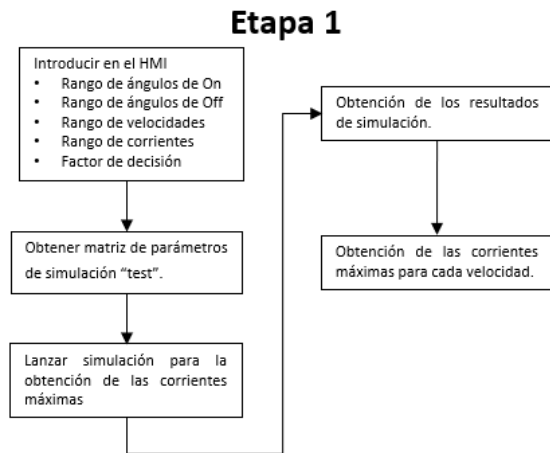 Etapa 1
Introducir en el HMI
• Rango de ángulos de On
• Rango de ángulos de Off
• Rango de velocidades
• Rango de corrientes
• Factor de decisión
Obtener matriz de parámetros
de simulación “test”.
Lanzar simulación para la
obtención de las corrientes
máximas
Obtención de los resultados
de simulación.
Obtención de las corrientes
máximas para cada velocidad.